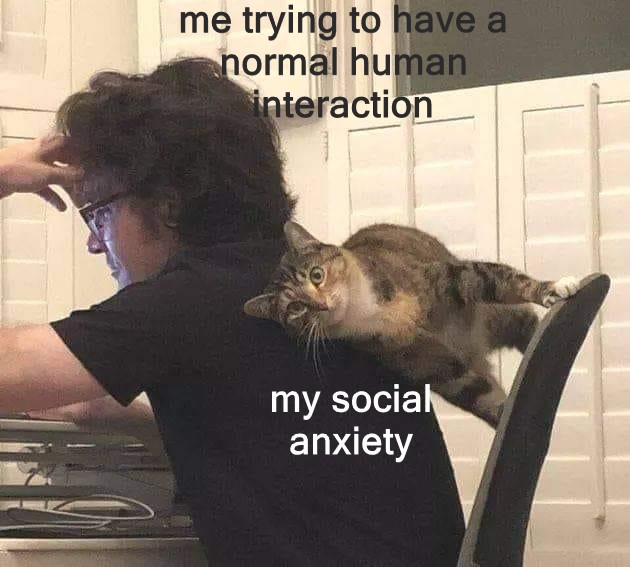 me trying to have a
normal human
interaction
my social
anxiety